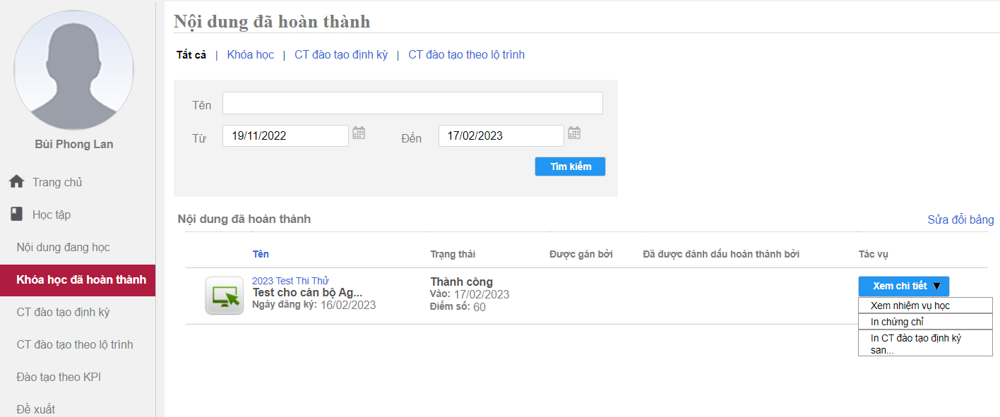 Bùi Phong Lan
Trang chủ
Học tập
Nội dung đang học
Khóa học đã hoàn thành
CT đào tạo định kỳ
CT đào tạo theo lộ trình
Đào tạo theo KPI
Đề xuất
Nội dung đã hoàn thành
Tất cả | Khóa học | CT đào tạo định kỳ | CT đào tạo theo lộ trình
Tên
Từ 19/11/2022 Đến 17/02/2023
Tìm kiếm
Nội dung đã hoàn thành Sửa đổi bảng
Tên Trạng thái Được gán bởi Đã được đánh dấu hoàn thành bởi Tác vụ
2023 Test Thi Thử
Test cho cán bộ Ag...
Ngày đăng ký: 16/02/2023
Thành công
Vào: 17/02/2023
Điểm số: 60
Xem chi tiết ▼
Xem nhiệm vụ học
In chứng chỉ
In CT đào tạo định kỳ
san...